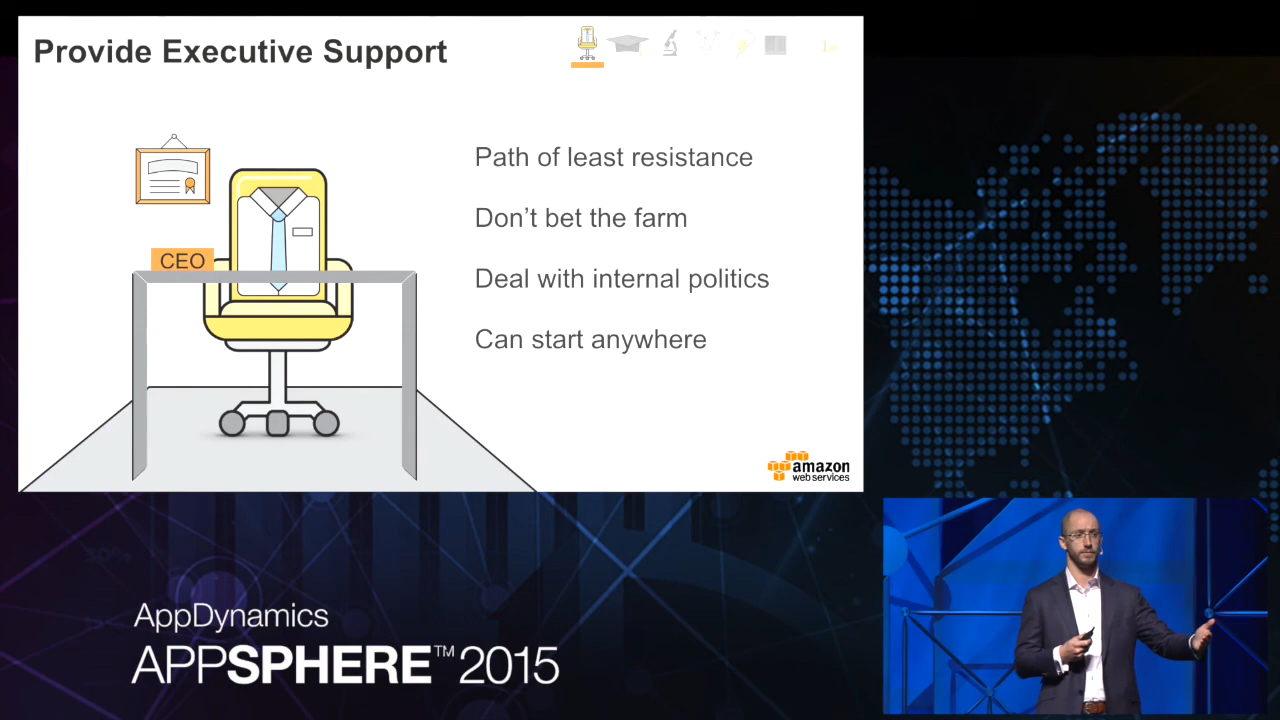 Provide Executive Support
1st
Path of least resistance
Don't bet the farm
Deal with internal politics
Can start anywhere
CEO
amazon
web services
AppDynamics
APPSPHERE™ 2015